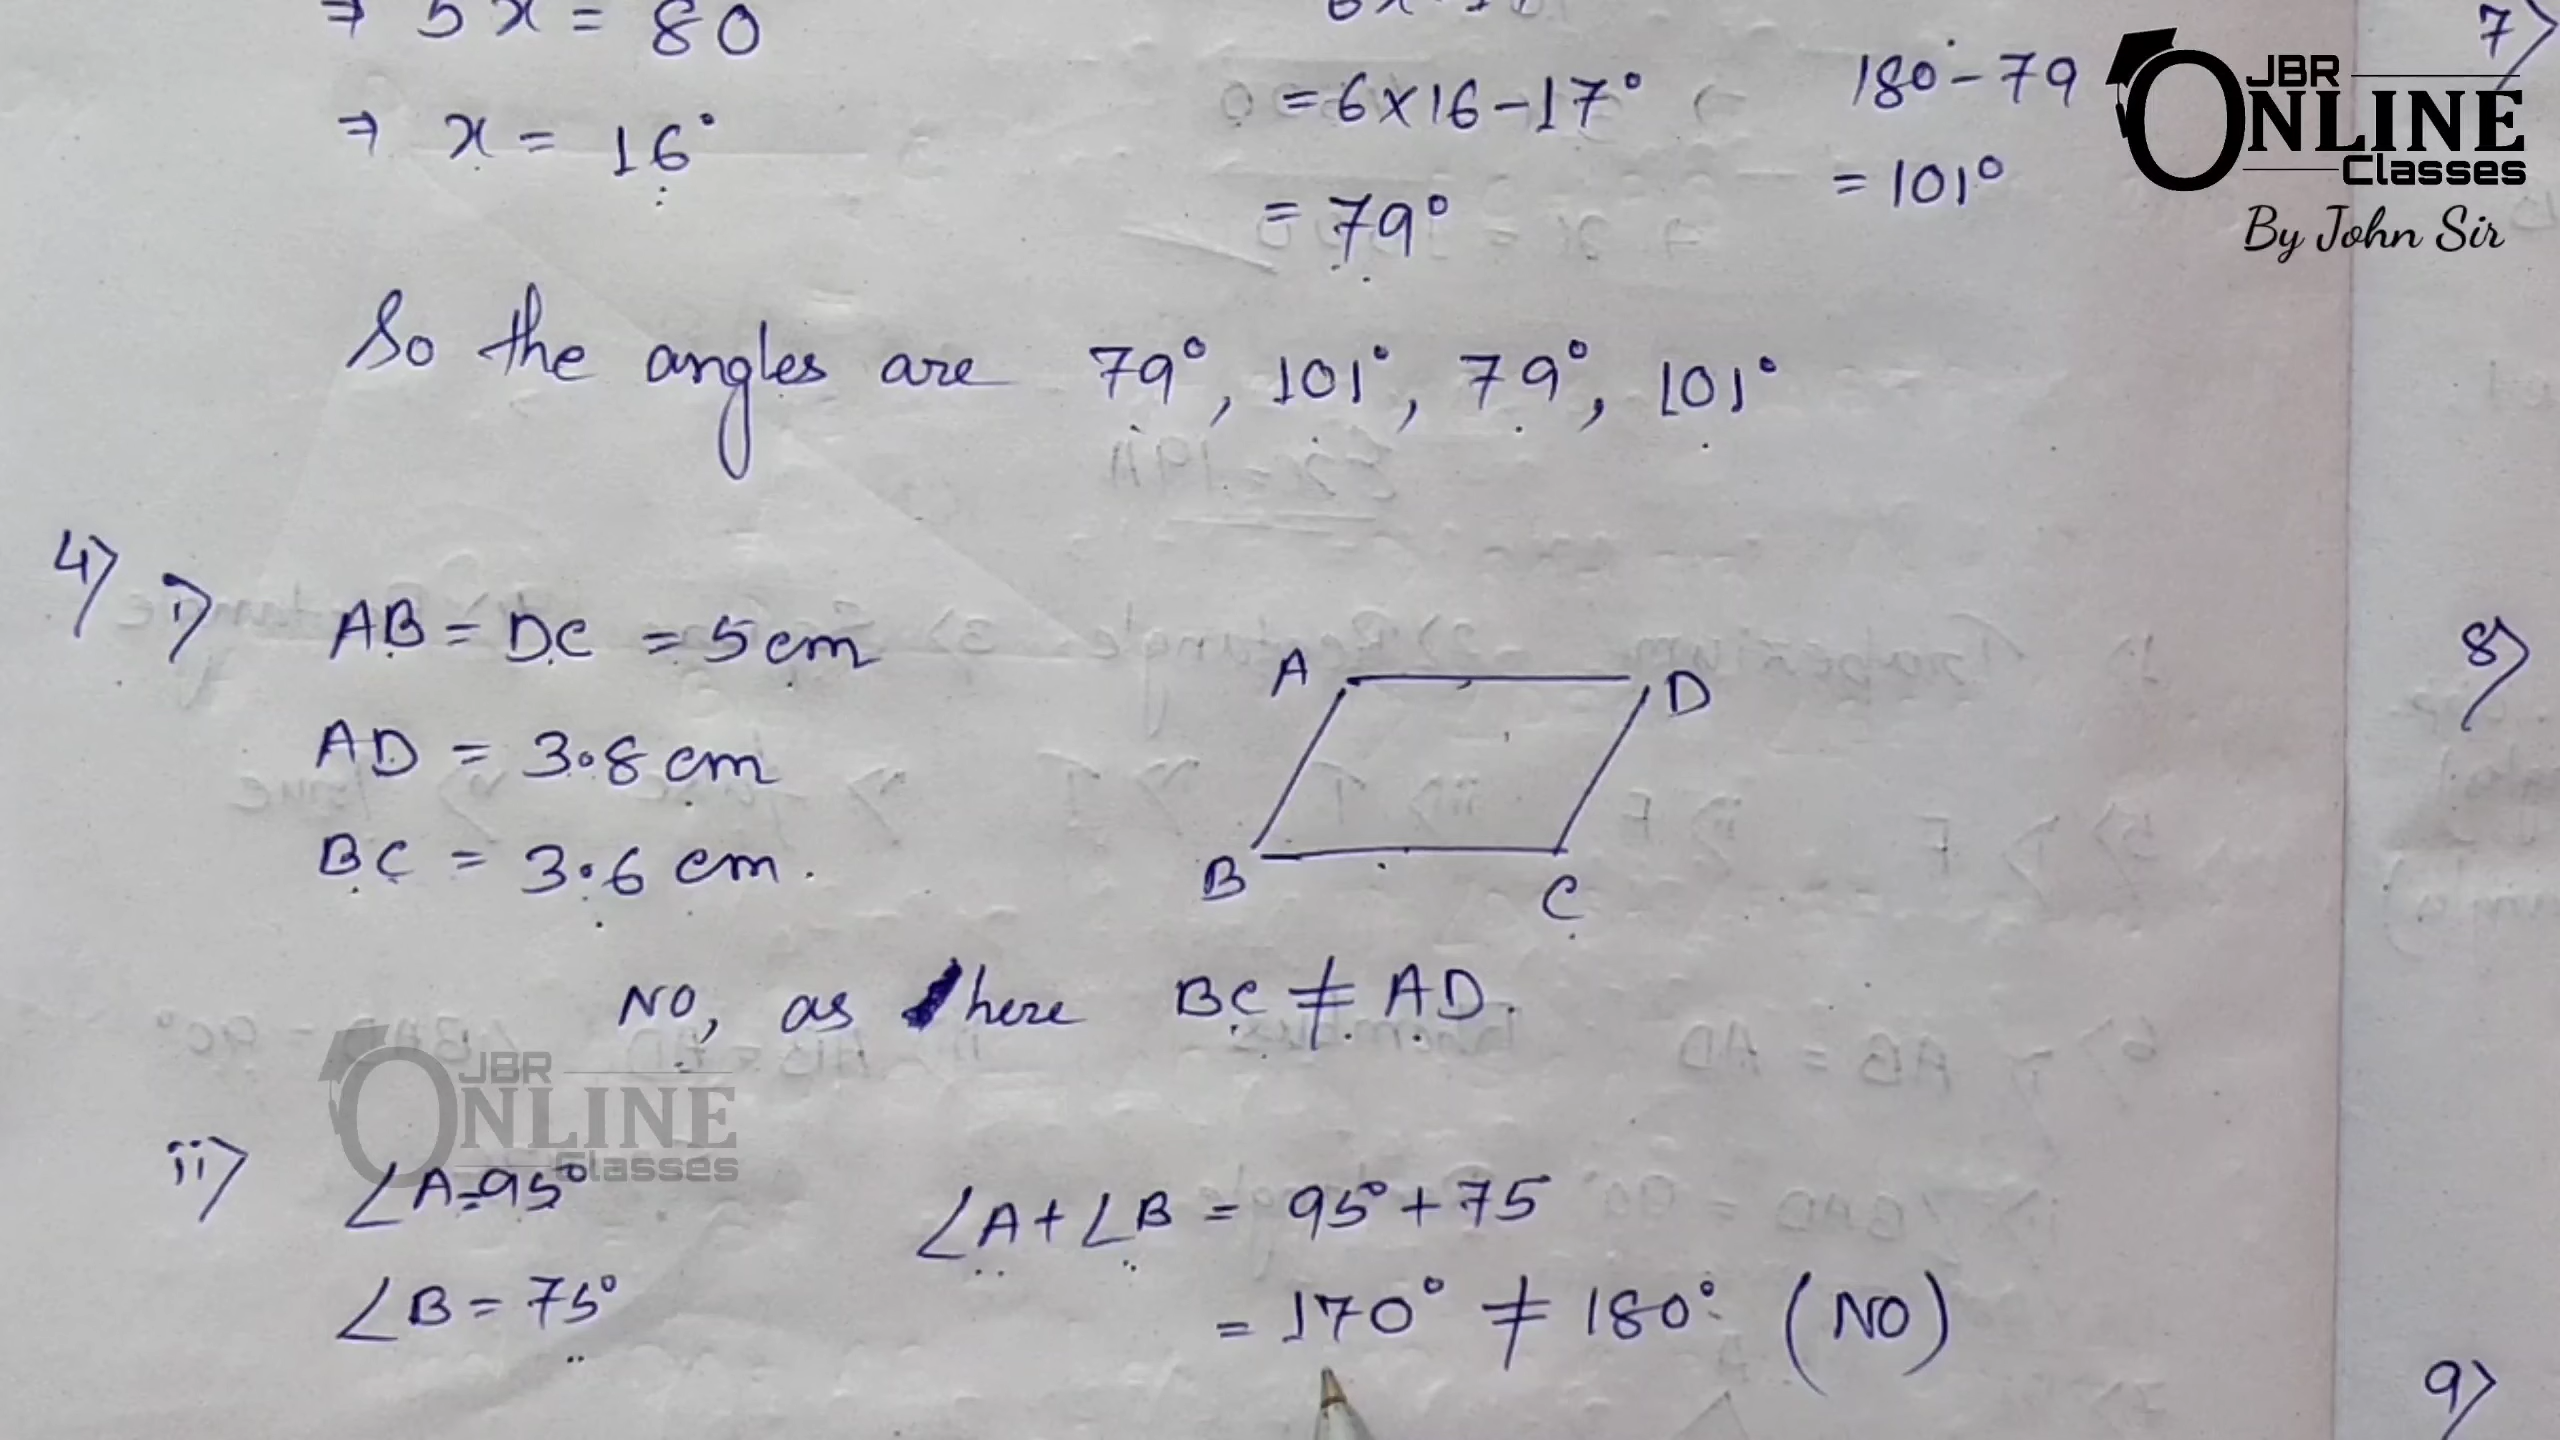 ⇒ 5x = 80
⇒ x = 16°
= 6×16-17°
= 79°
180-79
= 101°
So the angles are 79°, 101°, 79°, 101°
4) i) AB = DC = 5cm
AD = 3.8 cm
BC = 3.6 cm.
A D
B C
NO, as here BC ≠ AD.
ii) ∠A=95°
∠B = 75°
∠A+∠B = 95°+75
= 170° ≠ 180° (NO)
7)
8)
9)
JBR
ONLINE
Classes
By John Sir
JBR
ONLINE
Classes